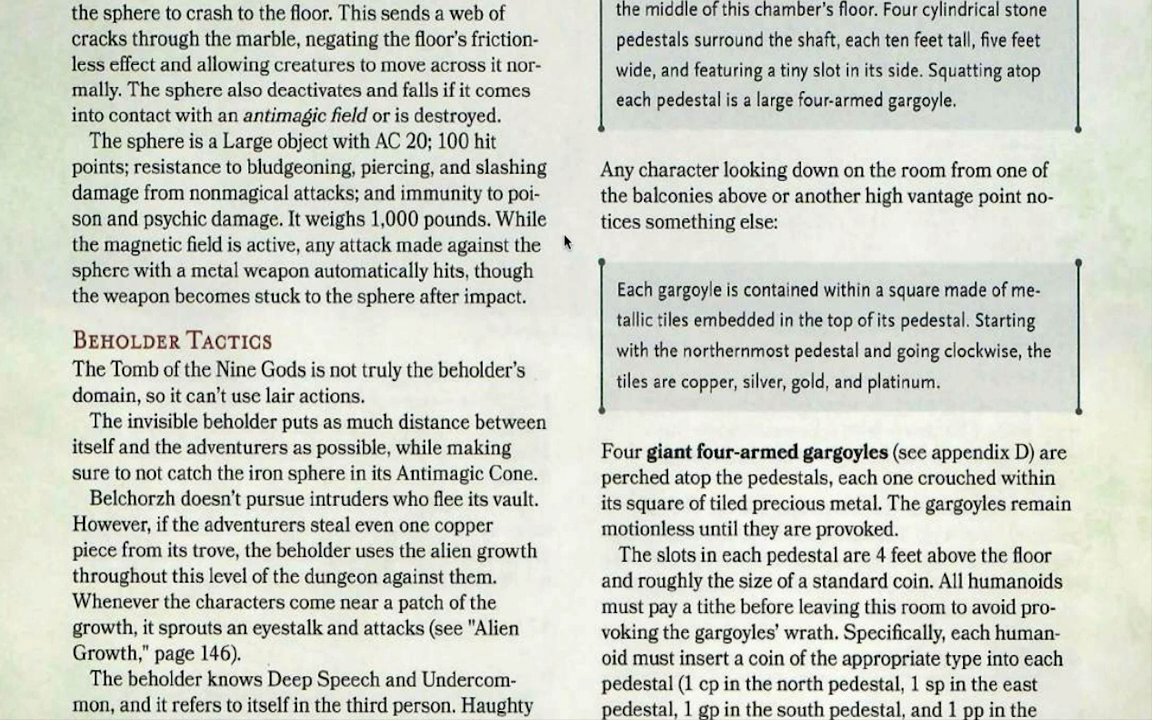 the sphere to crash to the floor. This sends a web of
cracks through the marble, negating the floor's friction-
less effect and allowing creatures to move across it nor-
mally. The sphere also deactivates and falls if it comes
into contact with an antimagic field or is destroyed.
The sphere is a Large object with AC 20; 100 hit
points; resistance to bludgeoning, piercing, and slashing
damage from nonmagical attacks; and immunity to poi-
son and psychic damage. It weighs 1,000 pounds. While
the magnetic field is active, any attack made against the
sphere with a metal weapon automatically hits, though
the weapon becomes stuck to the sphere after impact.
BEHOLDER TACTICS
The Tomb of the Nine Gods is not truly the beholder's
domain, so it can't use lair actions.
The invisible beholder puts as much distance between
itself and the adventurers as possible, while making
sure to not catch the iron sphere in its Antimagic Cone.
Belchorzh doesn't pursue intruders who flee its vault.
However, if the adventurers steal even one copper
piece from its trove, the beholder uses the alien growth
throughout this level of the dungeon against them.
Whenever the characters come near a patch of the
growth, it sprouts an eyestalk and attacks (see "Alien
Growth," page 146).
The beholder knows Deep Speech and Undercom-
mon, and it refers to itself in the third person. Haughty
the middle of this chamber's floor. Four cylindrical stone
pedestals surround the shaft, each ten feet tall, five feet
wide, and featuring a tiny slot in its side. Squatting atop
each pedestal is a large four-armed gargoyle.
Any character looking down on the room from one of
the balconies above or another high vantage point no-
tices something else:
Each gargoyle is contained within a square made of me-
tallic tiles embedded in the top of its pedestal. Starting
with the northernmost pedestal and going clockwise, the
tiles are copper, silver, gold, and platinum.
Four giant four-armed gargoyles (see appendix D) are
perched atop the pedestals, each one crouched within
its square of tiled precious metal. The gargoyles remain
motionless until they are provoked.
The slots in each pedestal are 4 feet above the floor
and roughly the size of a standard coin. All humanoids
must pay a tithe before leaving this room to avoid pro-
voking the gargoyles' wrath. Specifically, each human-
oid must insert a coin of the appropriate type into each
pedestal (1 cp in the north pedestal, 1 sp in the east
pedestal, 1 gp in the south pedestal, and 1 pp in the